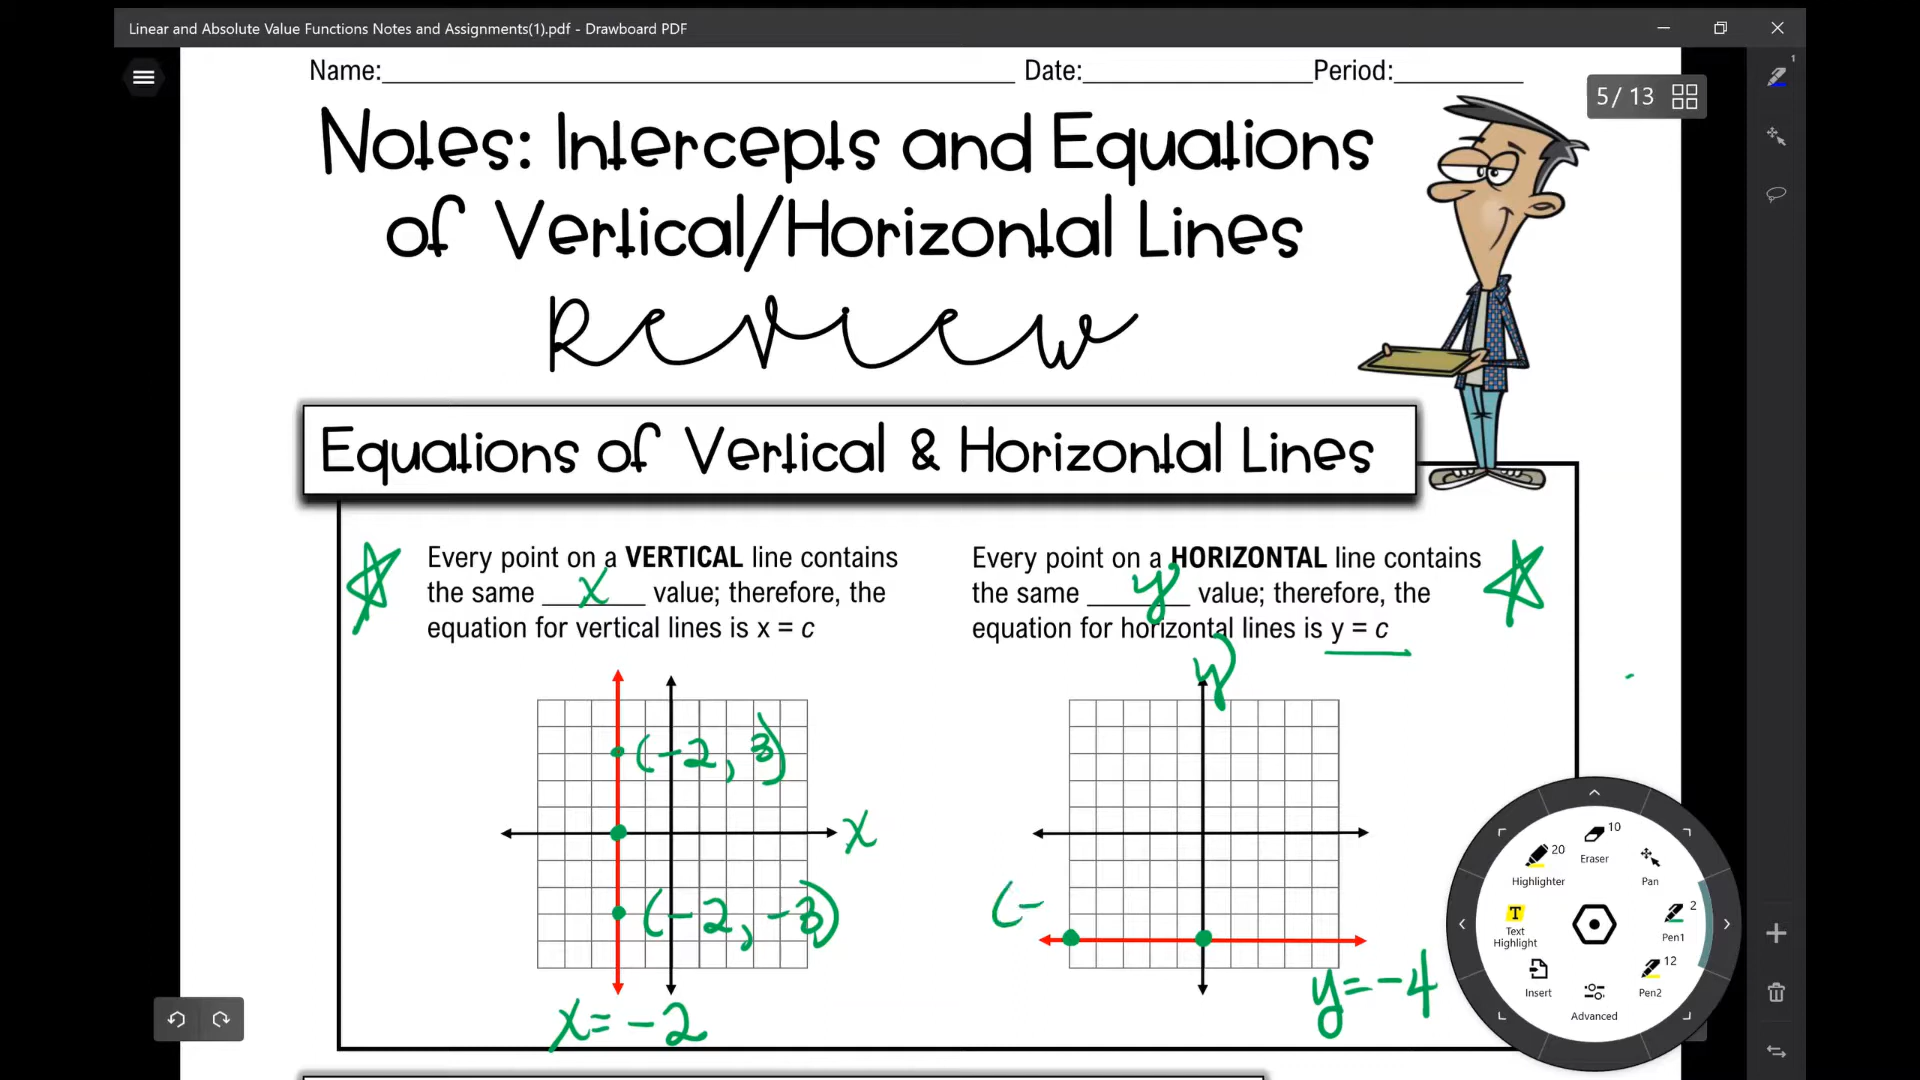 Linear and Absolute Value Functions Notes and Assignments(1).pdf - Drawboard PDF
1
Name: Date: Period:
5 / 13
Notes: Intercepts and Equations
of Vertical/Horizontal Lines
Review
Equations of Vertical & Horizontal Lines
Every point on a VERTICAL line contains
the same x value; therefore, the
equation for vertical lines is x = c
Every point on a HORIZONTAL line contains
the same y value; therefore, the
equation for horizontal lines is y = c
y
(-2, 3)
x
(-2, -3)
x = -2
(-
y = -4
10
Eraser
20
Highlighter
Pan
T
Text
Highlight
2
Pen1
Insert
12
Pen2
Advanced